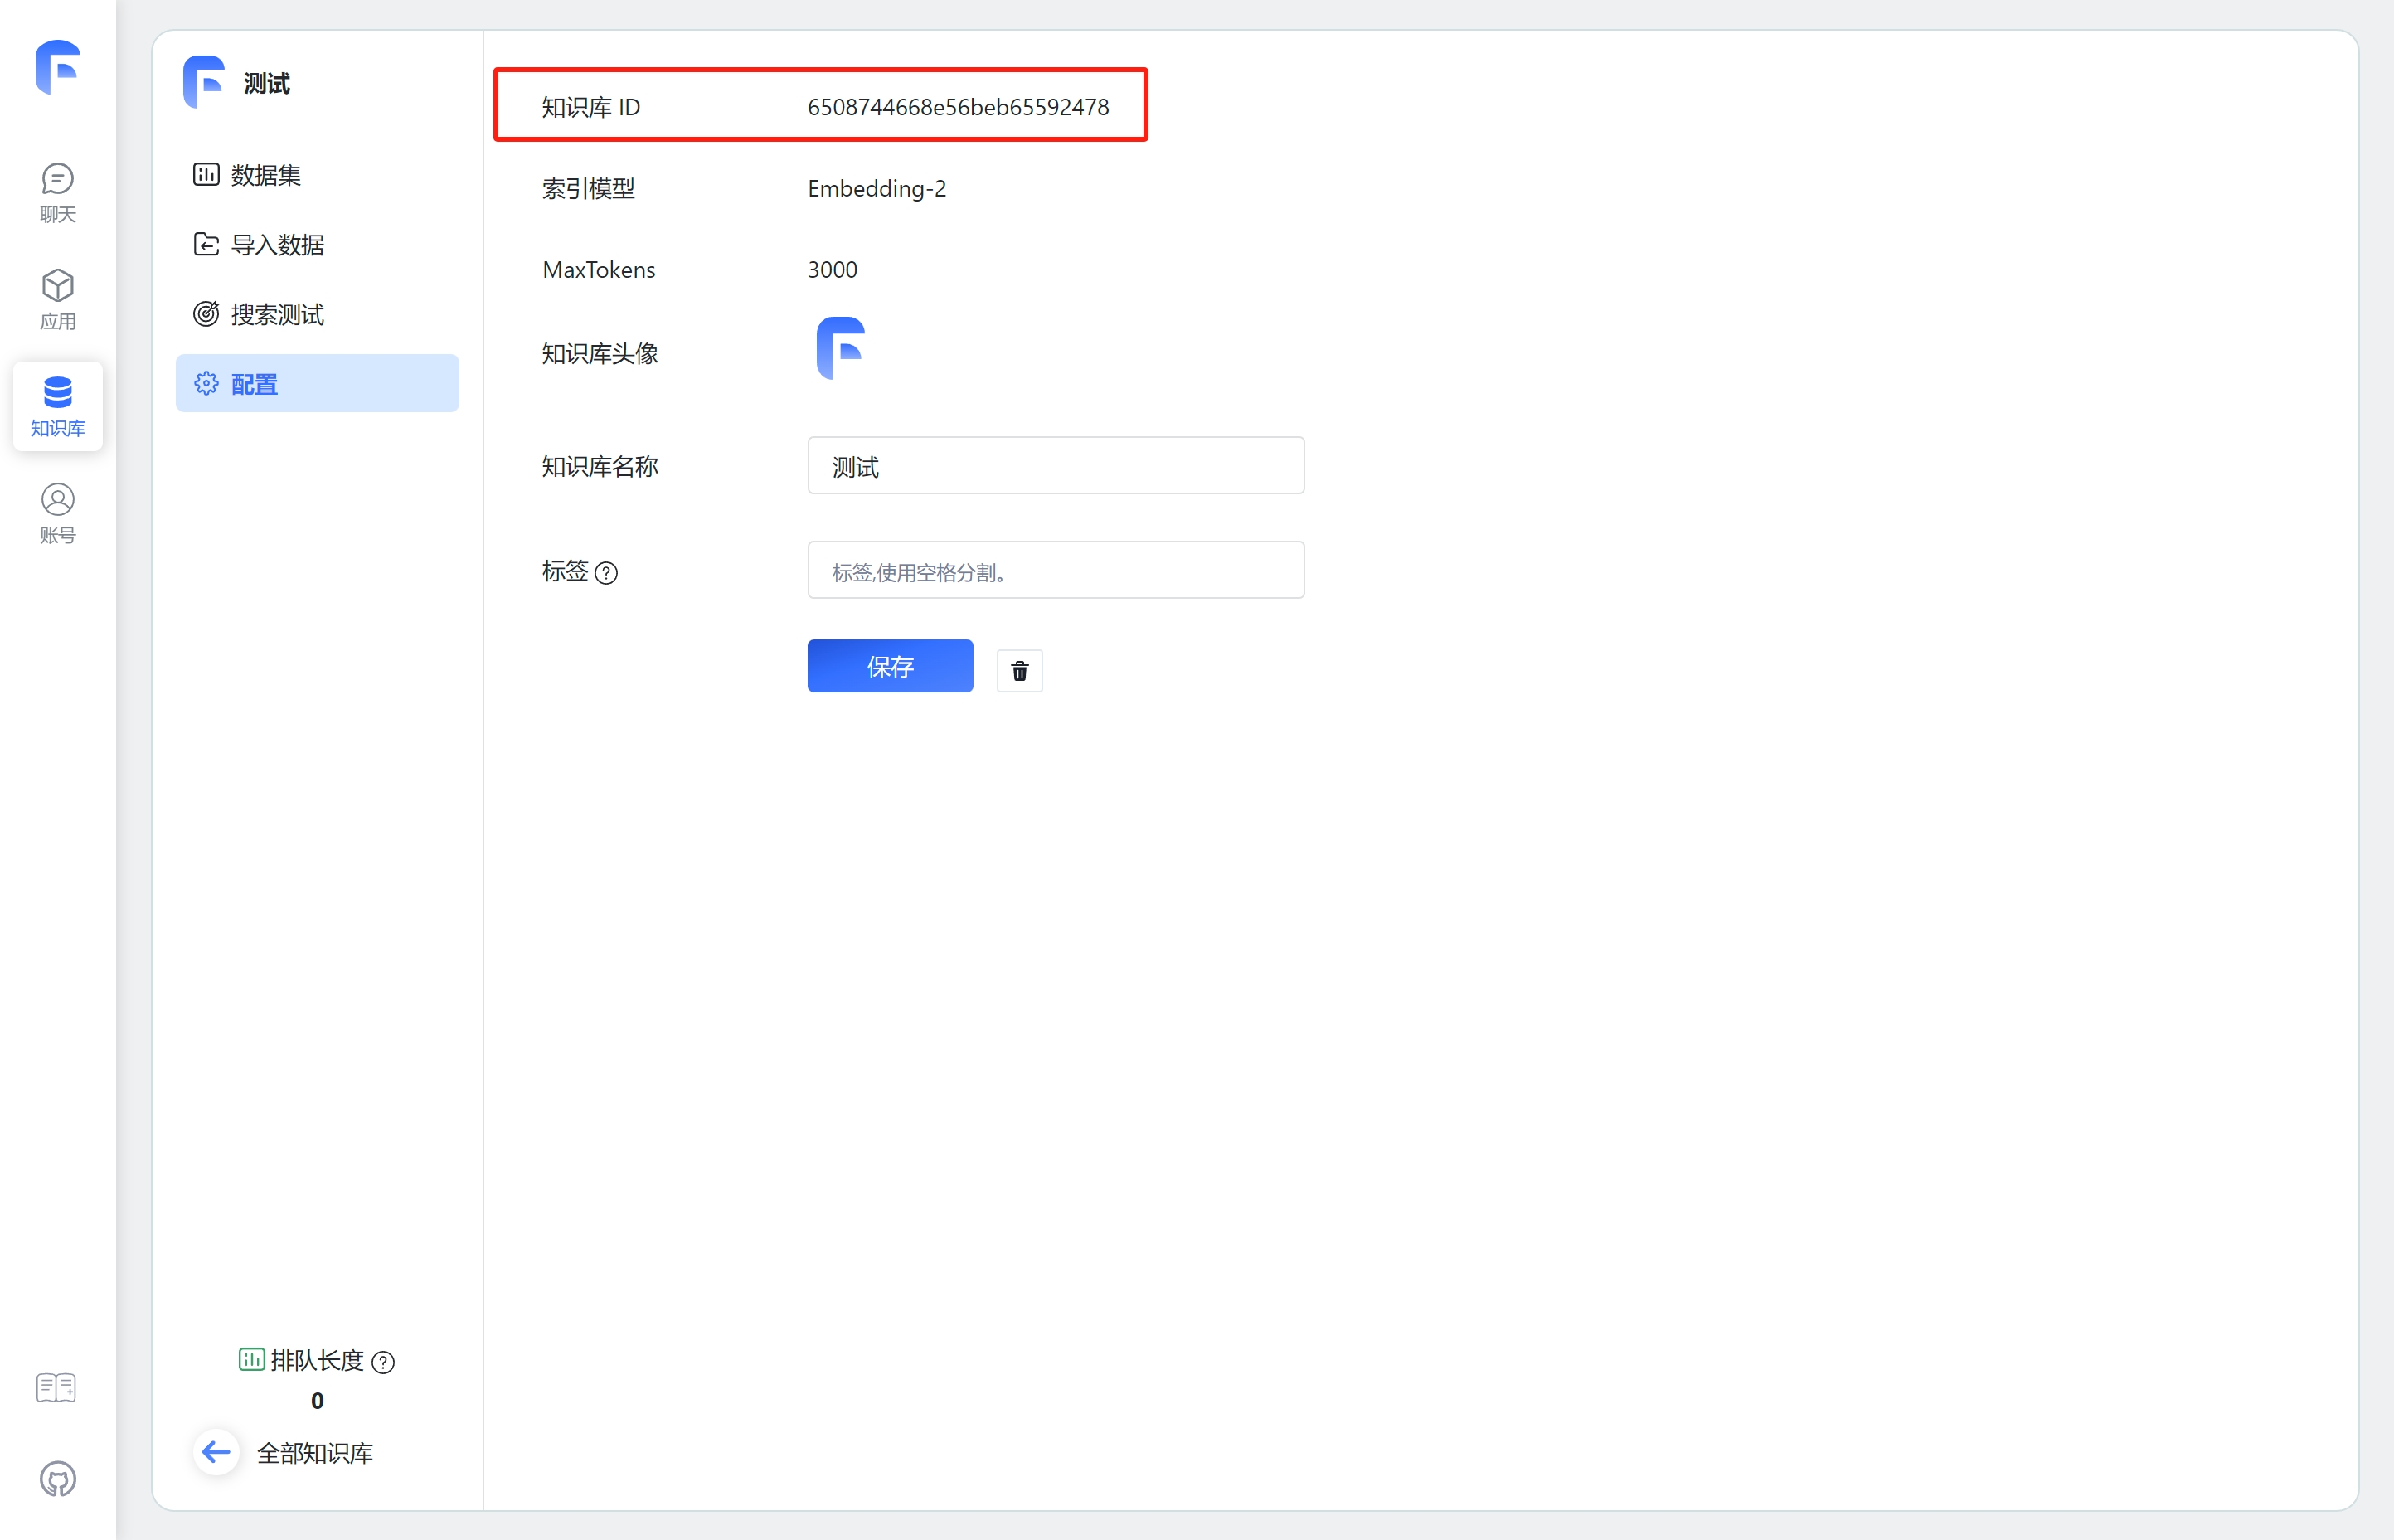 聊天
应用
知识库
账号
测试
数据集
导入数据
搜索测试
配置
排队长度
0
全部知识库
知识库 ID 6508744668e56beb65592478
索引模型 Embedding-2
MaxTokens 3000
知识库头像
知识库名称 测试
标签 标签,使用空格分割。
保存